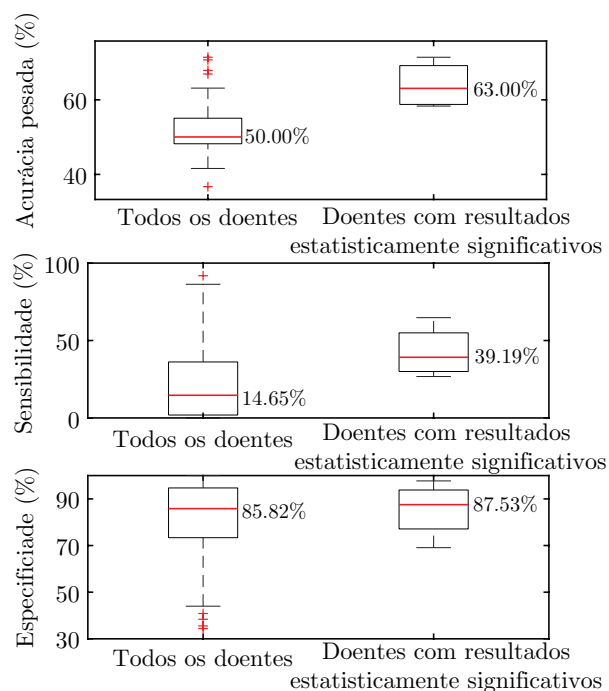 Acurácia pesada (%)
60
40
50.00%
63.00%
Todos os doentes
Doentes com resultados
estatisticamente significativos
Sensibilidade (%)
100
50
0
14.65%
39.19%
Todos os doentes
Doentes com resultados
estatisticamente significativos
Especificiade (%)
90
70
50
30
85.82%
87.53%
Todos os doentes
Doentes com resultados
estatisticamente significativos